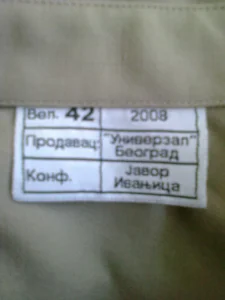 Вел. 42 2008
Продавац: "Универзал"
Београд
Конф. Јавор
Ивањица